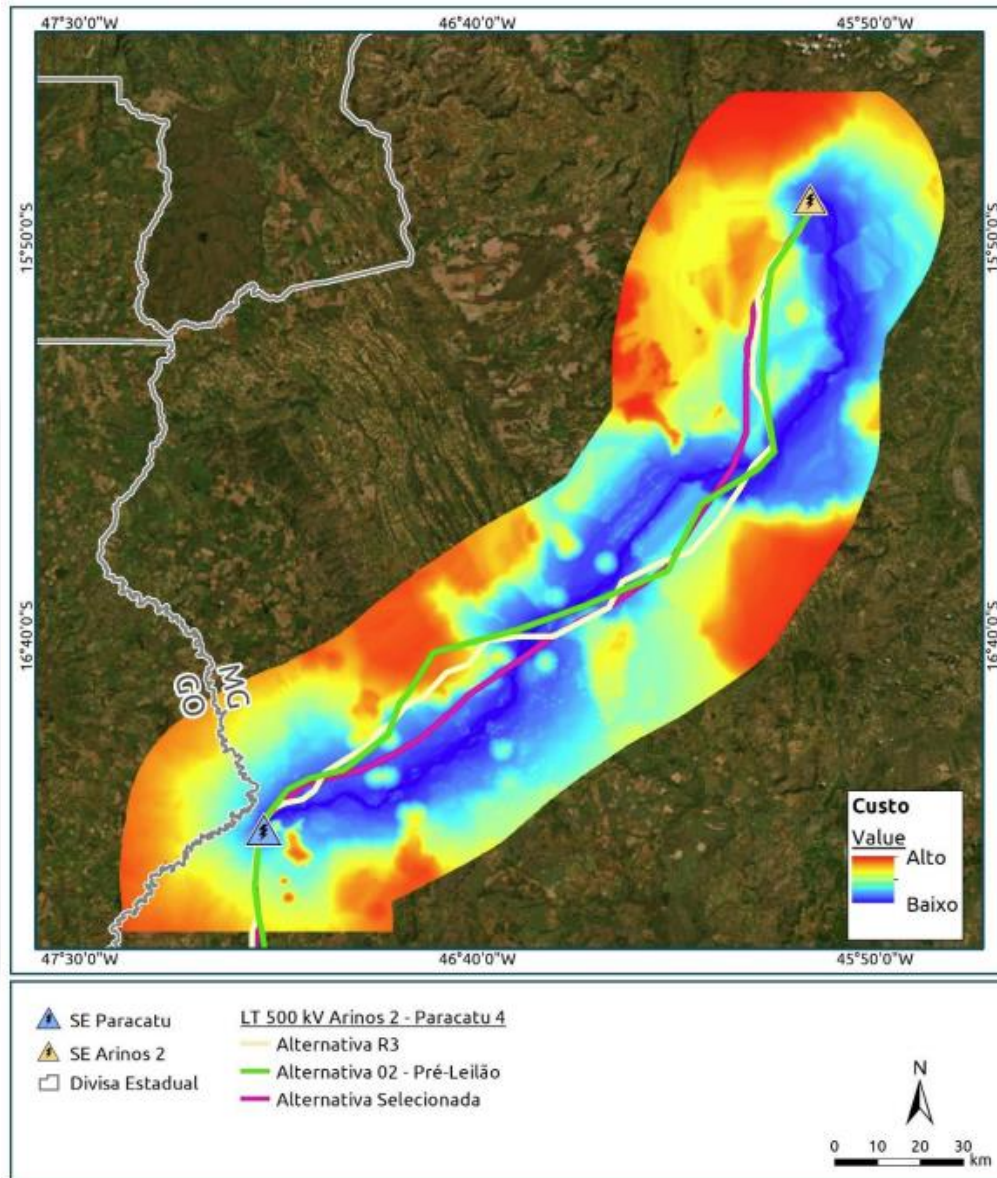 47°30'0"W 46°40'0"W 45°50'0"W
15°50'0"S 15°50'0"S
16°40'0"S 16°40'0"S
MG
GO
Custo
Value
Alto
Baixo
47°30'0"W 46°40'0"W 45°50'0"W
SE Paracatu
SE Arinos 2
Divisa Estadual
LT 500 kV Arinos 2 - Paracatu 4
Alternativa R3
Alternativa 02 - Pré-Leilão
Alternativa Selecionada
N
0 10 20 30
km